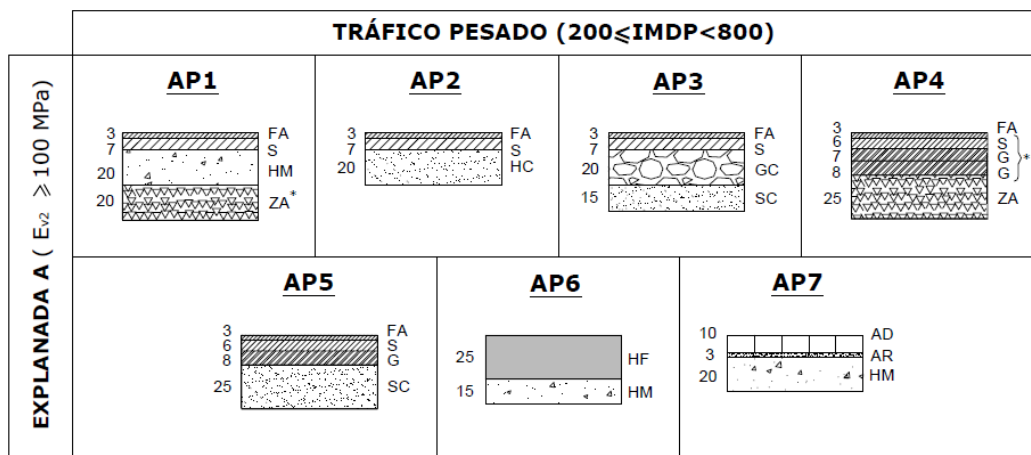 TRÁFICO PESADO (200⩽IMDP<800)
EXPLANADA A ( Ev2 ⩾ 100 MPa)
AP1
3 FA
7 S
20 HM
20 ZA*
AP2
3 FA
7 S
20 HC
AP3
3 FA
7 S
20 GC
15 SC
AP4
3 FA
6 S
7 G *
8 G
25 ZA
AP5
3 FA
6 S
8 G
25 SC
AP6
25 HF
15 HM
AP7
10 AD
3 AR
20 HM